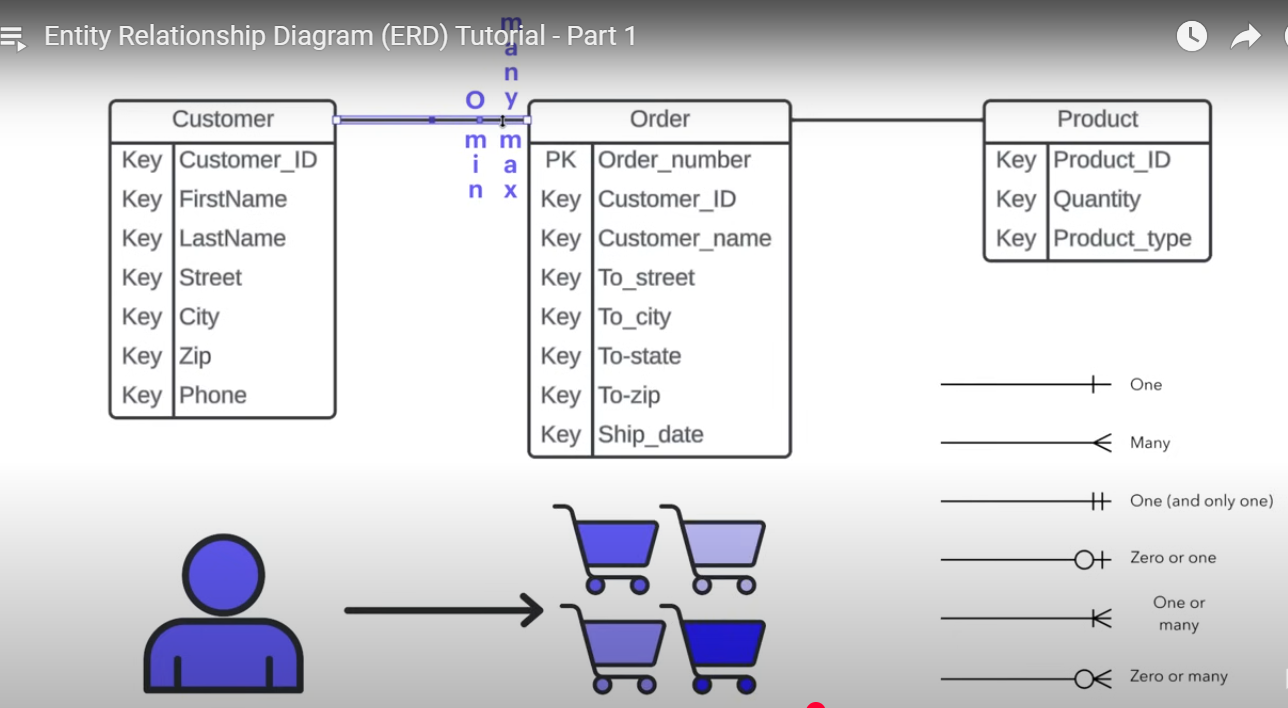 Entity Relationship Diagram (ERD) Tutorial - Part 1
O min
many max
Customer
Key Customer_ID
Key FirstName
Key LastName
Key Street
Key City
Key Zip
Key Phone
Order
PK Order_number
Key Customer_ID
Key Customer_name
Key To_street
Key To_city
Key To-state
Key To-zip
Key Ship_date
Product
Key Product_ID
Key Quantity
Key Product_type
One
Many
One (and only one)
Zero or one
One or
many
Zero or many